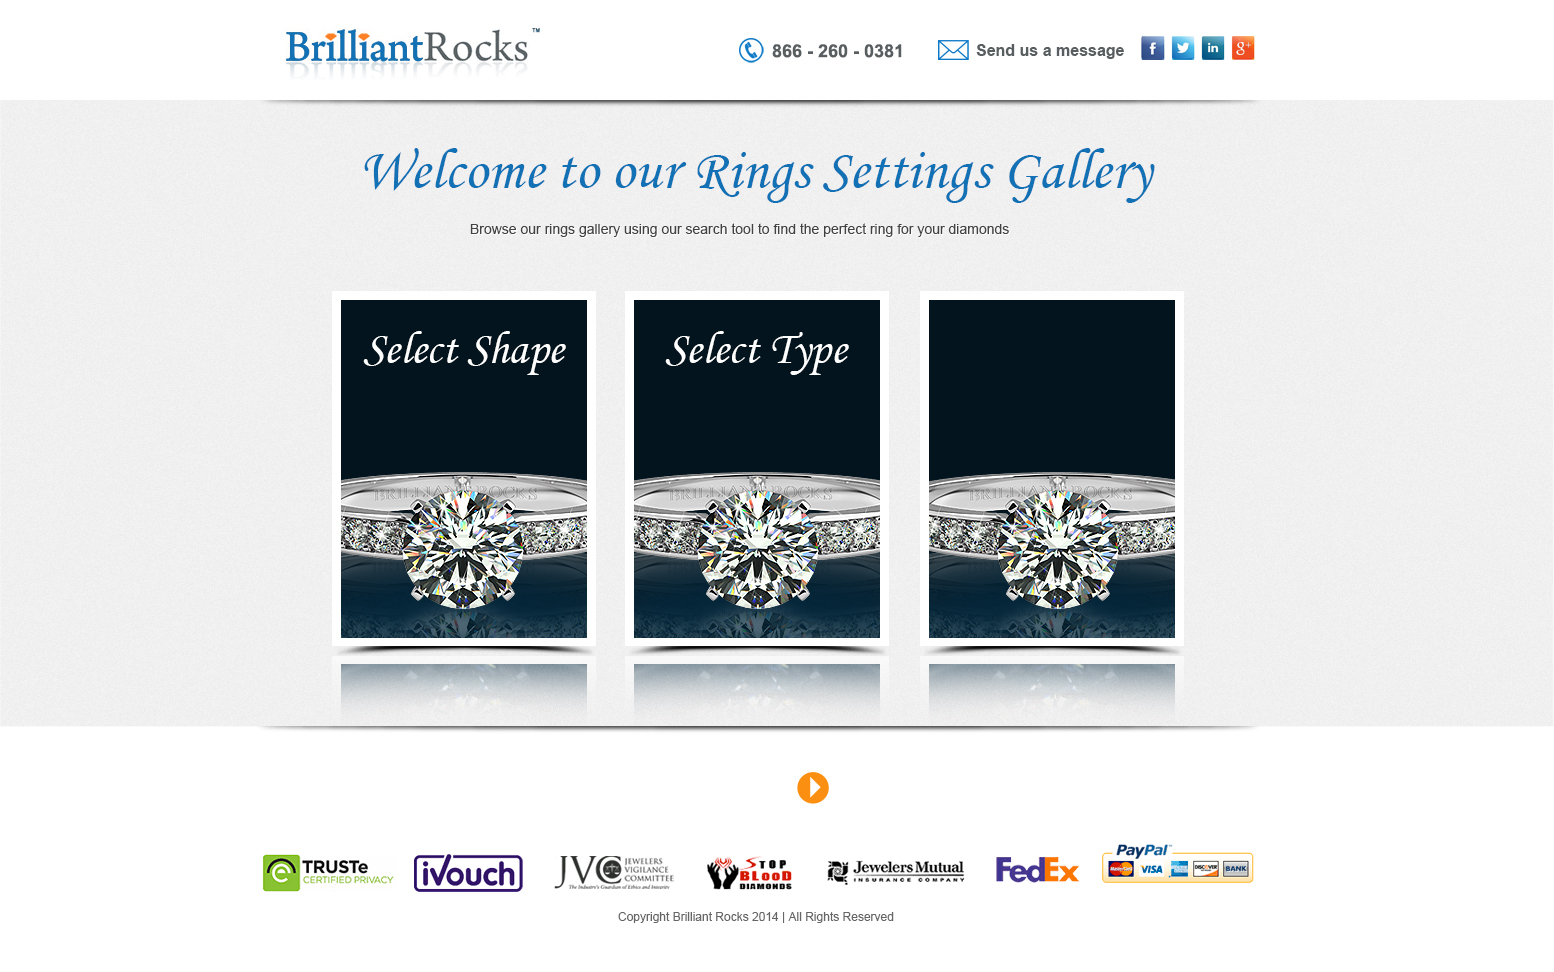 BrilliantRocks™
866 - 260 - 0381
Send us a message
f
in
g+
Welcome to our Rings Settings Gallery
Browse our rings gallery using our search tool to find the perfect ring for your diamonds
Select Shape
Select Type
BRILLIANT ROCKS
BRILLIANT ROCKS
BRILLIANT ROCKS
TRUSTe
CERTIFIED PRIVACY
iVouch
JVC
JEWELERS
VIGILANCE
COMMITTEE
The Industry's Guardian of Ethics and Integrity
STOP
BLOOD
DIAMONDS
Jewelers Mutual
INSURANCE COMPANY
FedEx
PayPal™
MasterCard
VISA
DISCOVER
BANK
Copyright Brilliant Rocks 2014 | All Rights Reserved